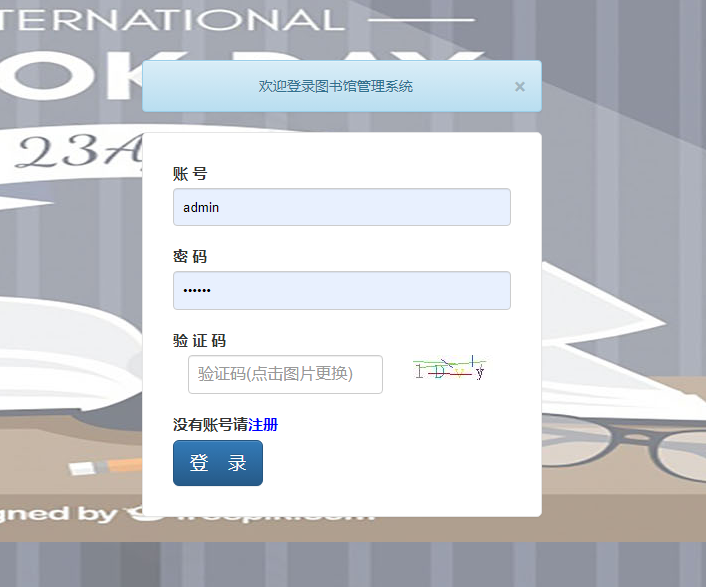 TERNATIONAL
OK DAY
欢迎登录图书馆管理系统 ×
23A
账 号
admin
密 码
••••••
验 证 码
验证码(点击图片更换)
没有账号请注册
登 录
gned by freepik.com